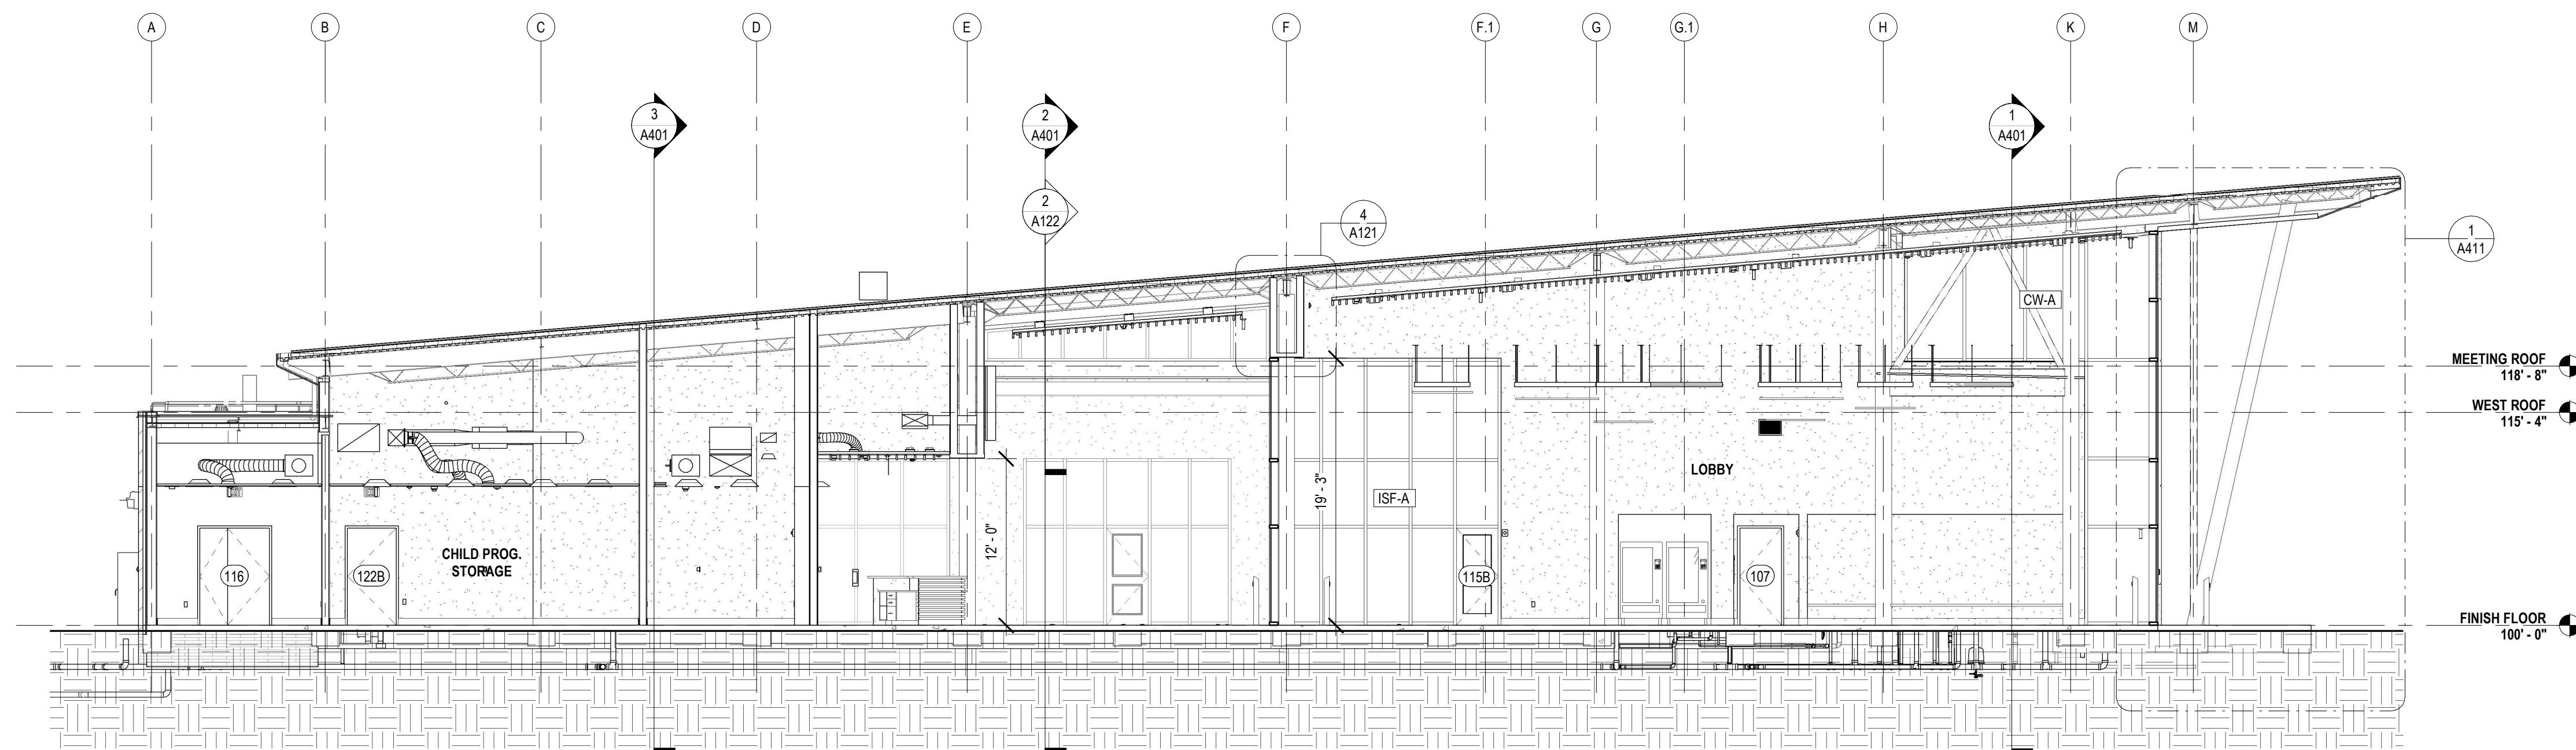 A
B
C
D
E
F
F.1
G
G.1
H
K
M
3
A401
2
A401
1
A401
2
A122
4
A121
1
A411
CW-A
MEETING ROOF
118' - 8"
WEST ROOF
115' - 4"
LOBBY
ISF-A
19' - 3"
12' - 0"
CHILD PROG.
STORAGE
116
122B
115B
107
FINISH FLOOR
100' - 0"